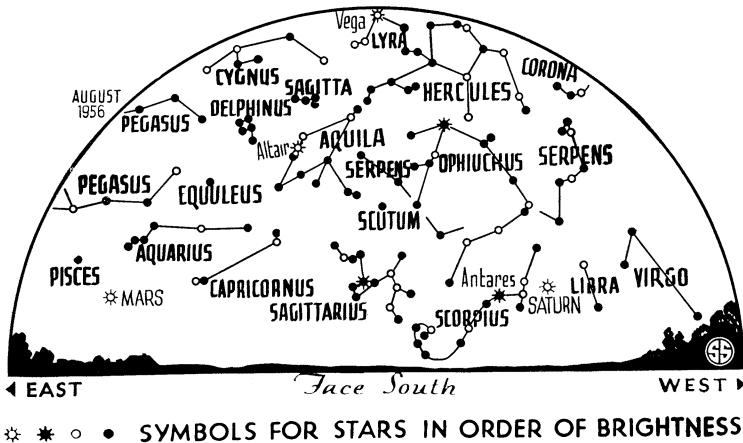 Vega
LYRA
CYGNUS
CORONA
SAGITTA
HERCULES
AUGUST
1956
DELPHINUS
PEGASUS
AQUILA
Altair
SERPENS
OPHIUCHUS
SERPENS
PEGASUS
EQUULEUS
SCUTUM
AQUARIUS
PISCES
CAPRICORNUS
Antares
LIBRA
VIRGO
MARS
SAGITTARIUS
SATURN
SCORPIUS
SS
EAST
Face South
WEST
SYMBOLS FOR STARS IN ORDER OF BRIGHTNESS